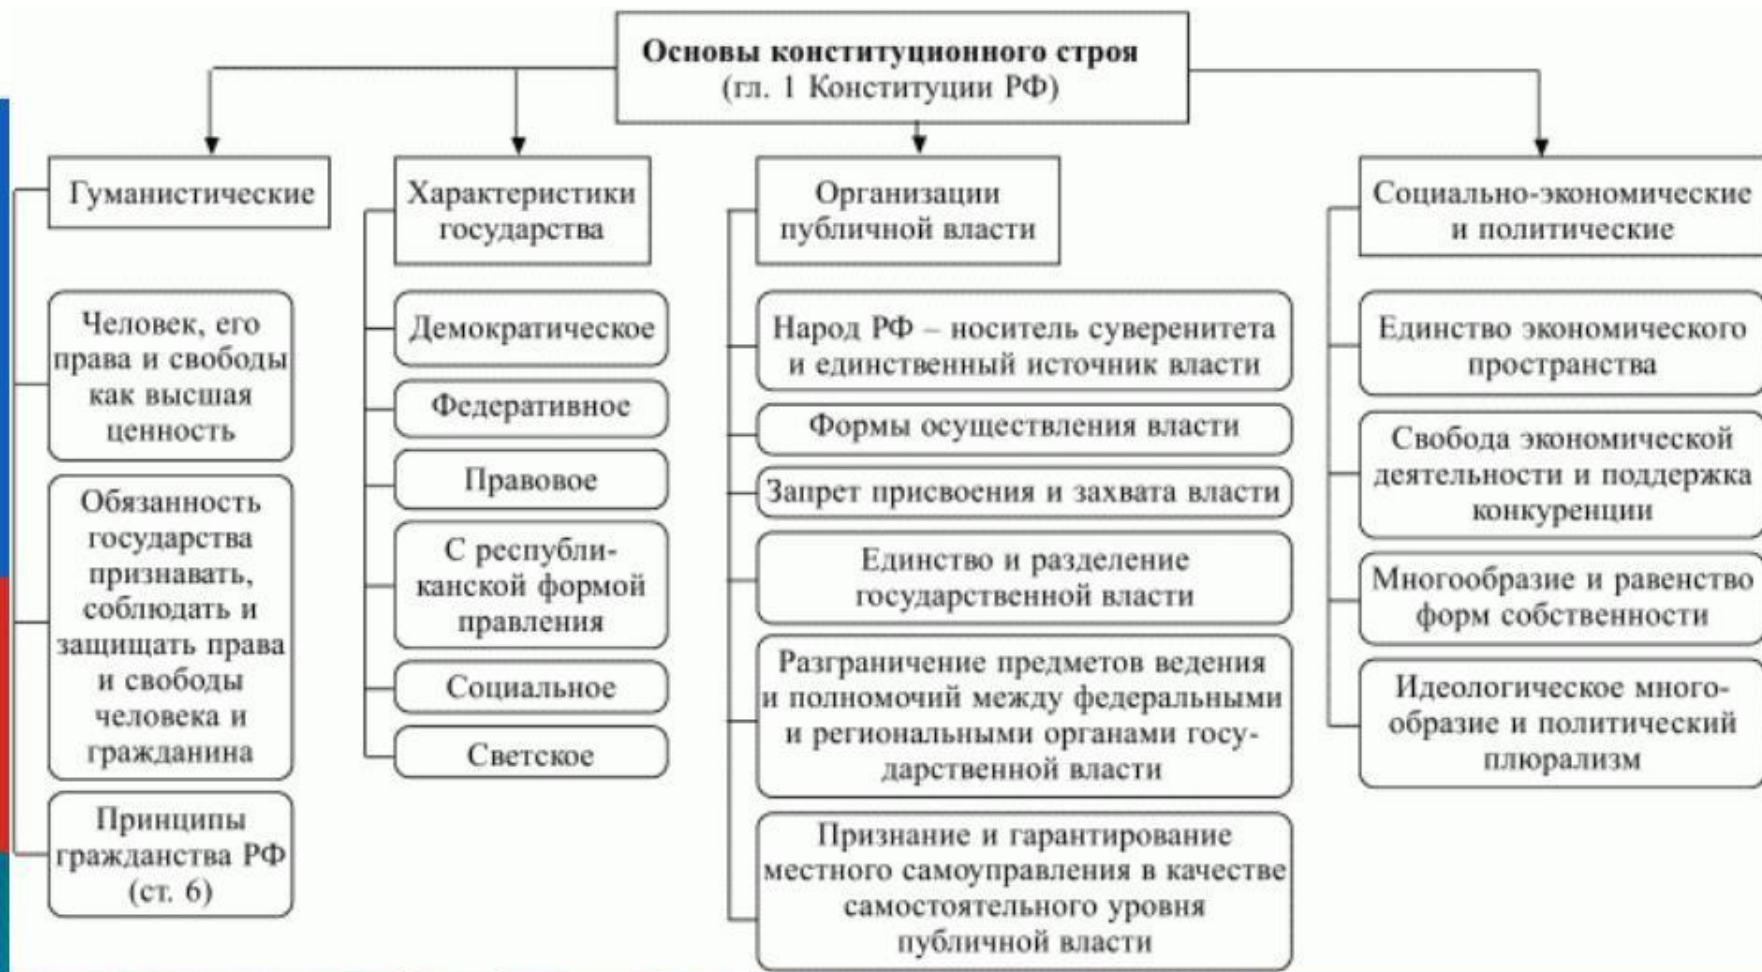 Основы конституционного строя
(гл. 1 Конституции РФ)
Гуманистические
Человек, его
права и свободы
как высшая
ценность
Обязанность
государства
признавать,
соблюдать и
защищать права
и свободы
человека и
гражданина
Принципы
гражданства РФ
(ст. 6)
Характеристики
государства
Демократическое
Федеративное
Правовое
С республи-
канской формой
правления
Социальное
Светское
Организации
публичной власти
Народ РФ – носитель суверенитета
и единственный источник власти
Формы осуществления власти
Запрет присвоения и захвата власти
Единство и разделение
государственной власти
Разграничение предметов ведения
и полномочий между федеральными
и региональными органами госу-
дарственной власти
Признание и гарантирование
местного самоуправления в качестве
самостоятельного уровня
публичной власти
Социально-экономические
и политические
Единство экономического
пространства
Свобода экономической
деятельности и поддержка
конкуренции
Многообразие и равенство
форм собственности
Идеологическое много-
образие и политический
плюрализм